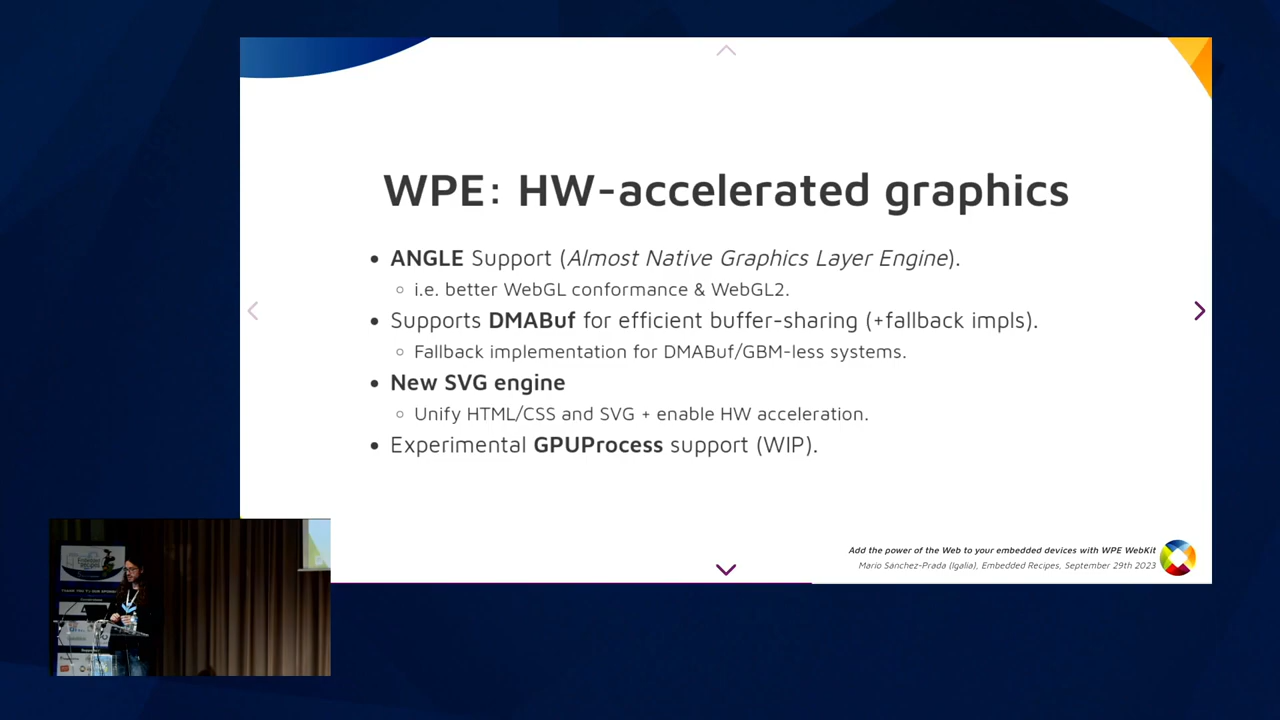 WPE: HW-accelerated graphics
• ANGLE Support (Almost Native Graphics Layer Engine).
◦ i.e. better WebGL conformance & WebGL2.
• Supports DMABuf for efficient buffer-sharing (+fallback impls).
◦ Fallback implementation for DMABuf/GBM-less systems.
• New SVG engine
◦ Unify HTML/CSS and SVG + enable HW acceleration.
• Experimental GPUProcess support (WIP).
Add the power of the Web to your embedded devices with WPE WebKit
Mario Sánchez-Prada (Igalia), Embedded Recipes, September 29th 2023